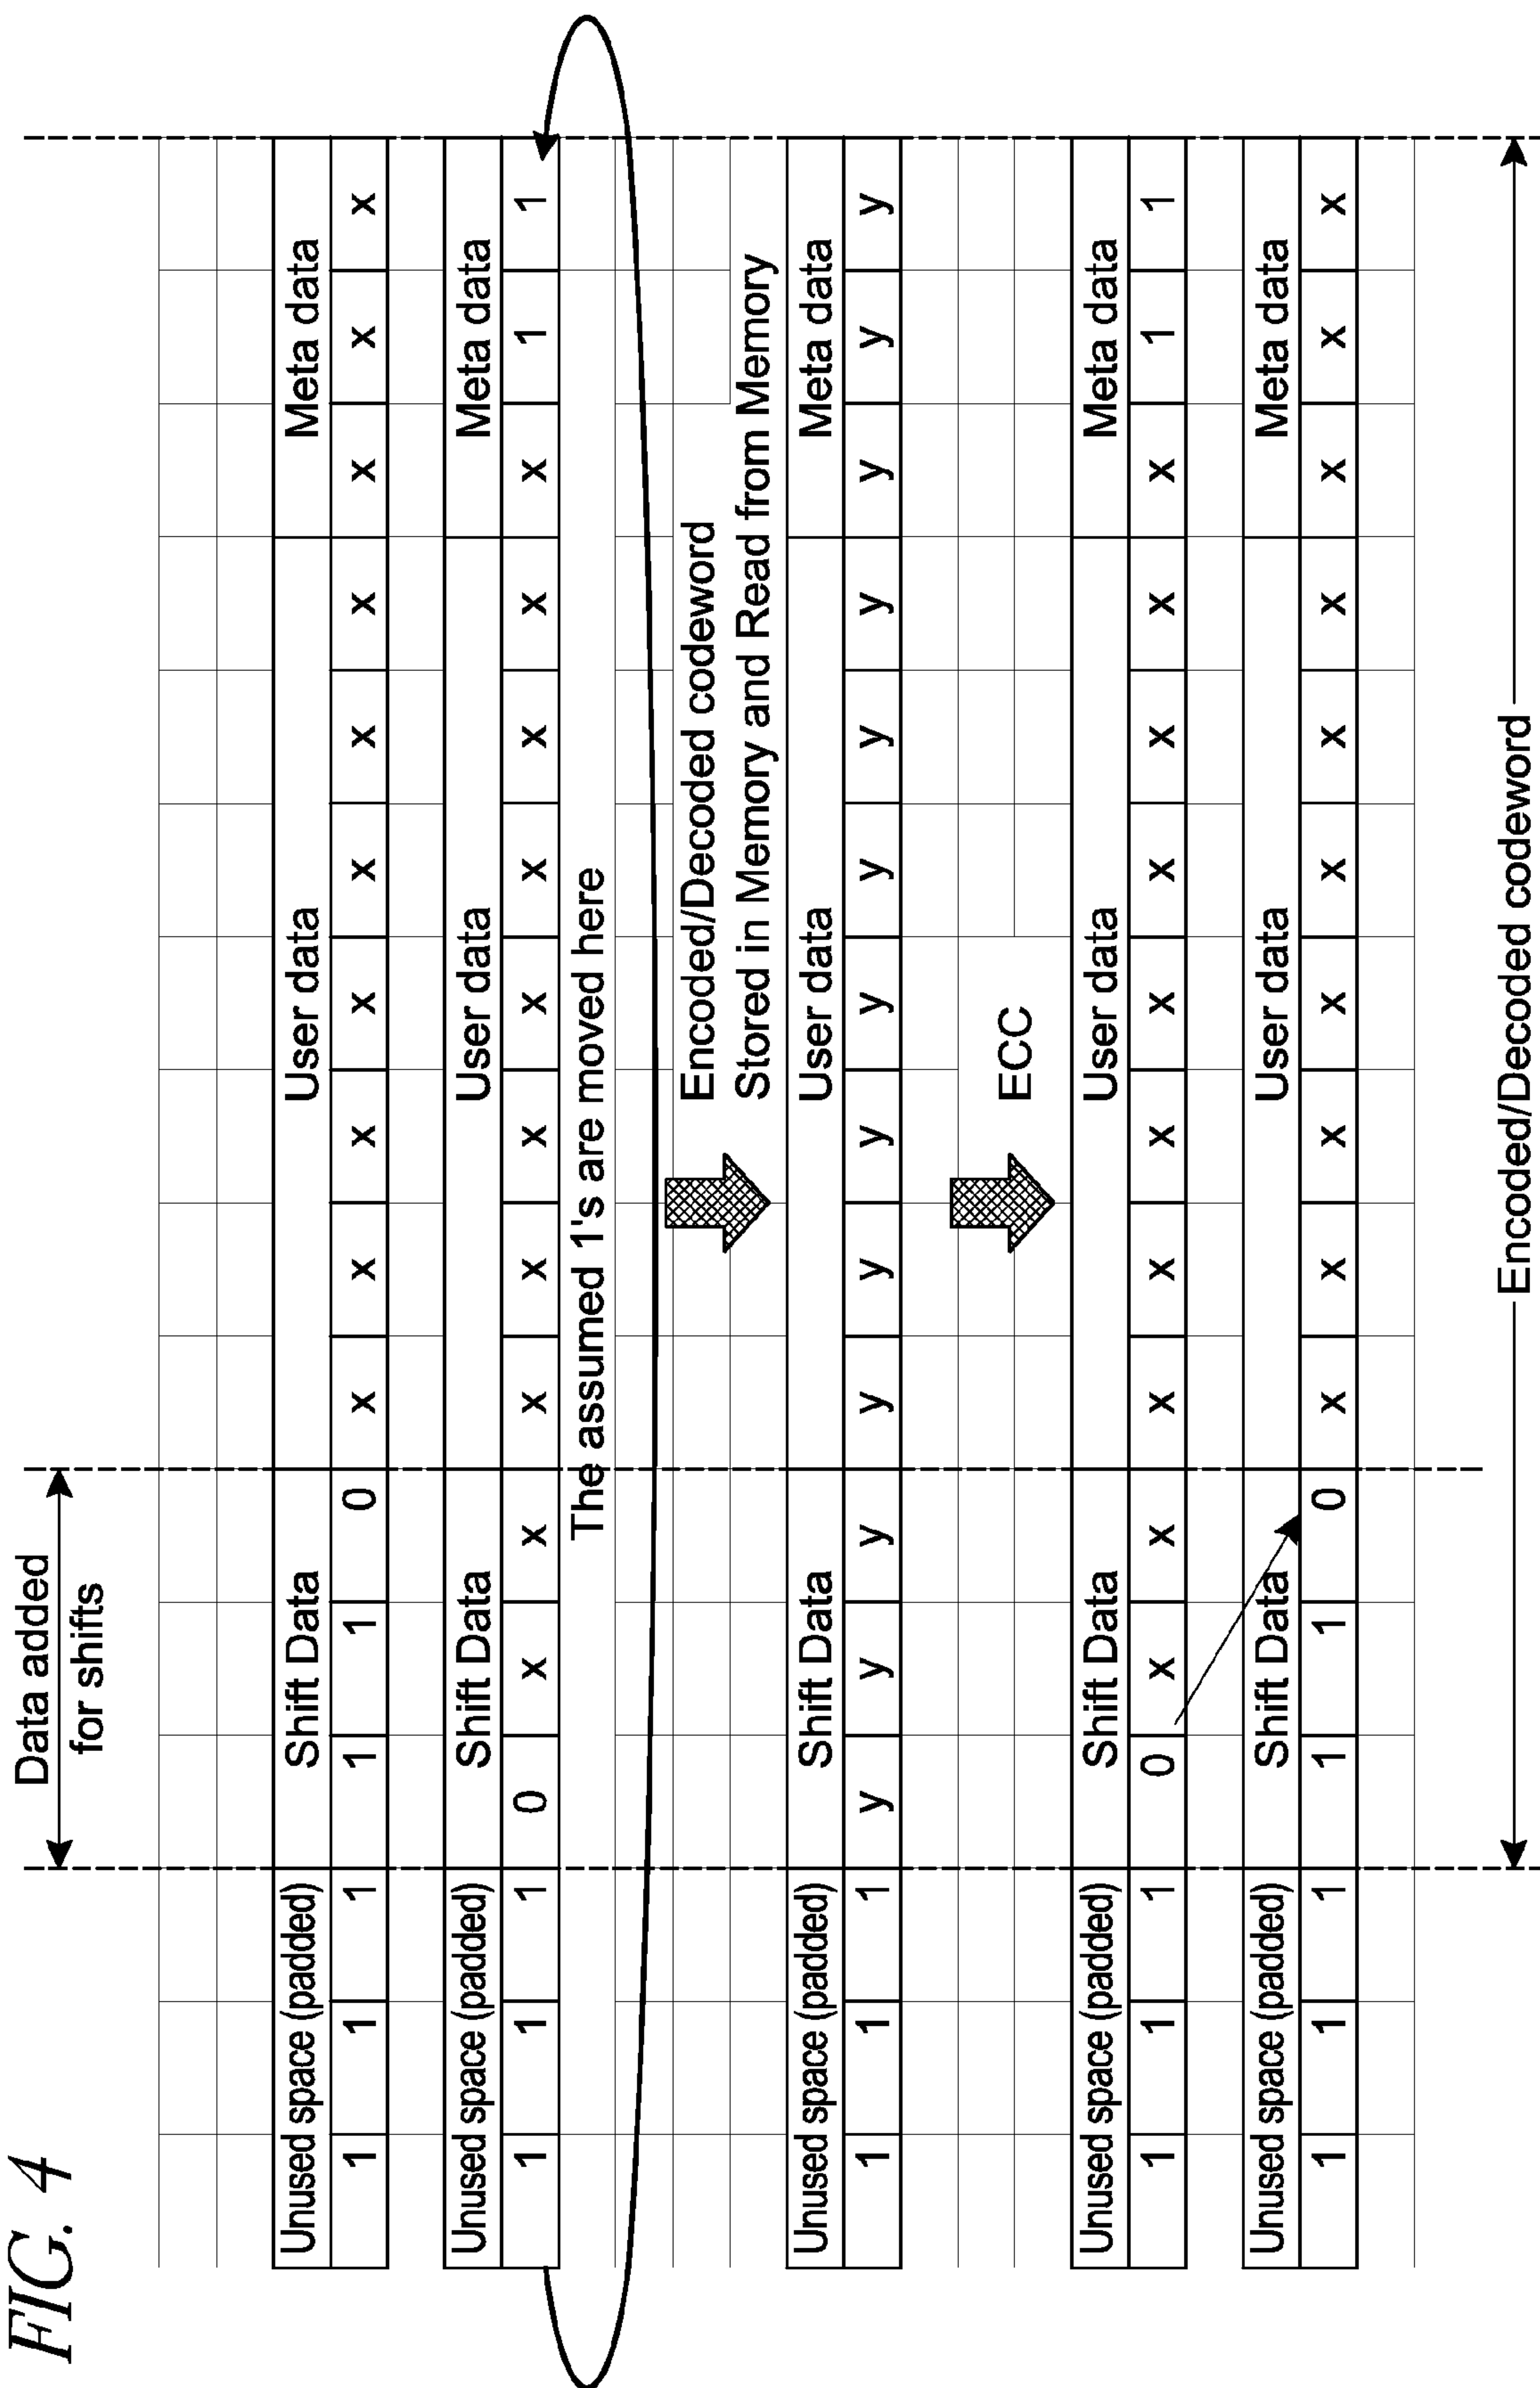 FIG. 4
Data added
for shifts
Unused space (padded) Shift Data User data Meta data
1 1 1 1 1 0 x x x x x x x x x x
Unused space (padded) Shift Data User data Meta data
1 1 1 0 x x x x x x x x x x 1 1
The assumed 1's are moved here
Encoded/Decoded codeword
Stored in Memory and Read from Memory
Unused space (padded) Shift Data User data Meta data
1 1 1 y y y y y y y y y y y y y
ECC
Unused space (padded) Shift Data User data Meta data
1 1 1 0 x x x x x x x x x x 1 1
Unused space (padded) Shift Data User data Meta data
1 1 1 1 1 0 x x x x x x x x x x
Encoded/Decoded codeword